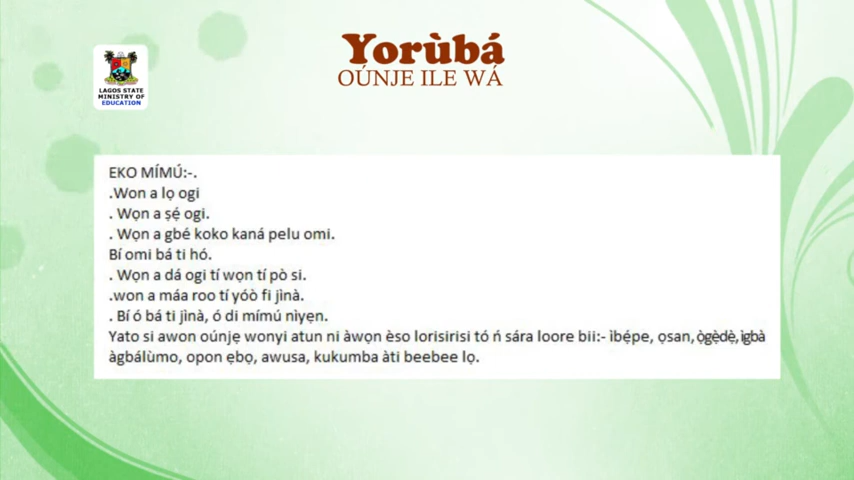 Yorùbá
OÚNJE ILE WÁ
LAGOS STATE
MINISTRY OF
EDUCATION
EKO MÍMÚ:-.
.Won a lọ ogi
. Wọn a ṣẹ́ ogi.
. Wọn a gbé koko kaná pelu omi.
Bí omi bá ti hó.
. Wọn a dá ogi tí wọn tí pò si.
.won a máa roo tí yóò fi jìnà.
. Bí ó bá ti jìnà, ó di mímú nìyẹn.
Yato si awon oúnjẹ wonyi atun ni àwọn èso lorisirisi tó ń sára loore bii:- ìbẹ́pe, ọsan, ọ̀gẹ̀dẹ̀, ìgbà
àgbálùmo, opon ẹbọ, awusa, kukumba àti beebee lọ.